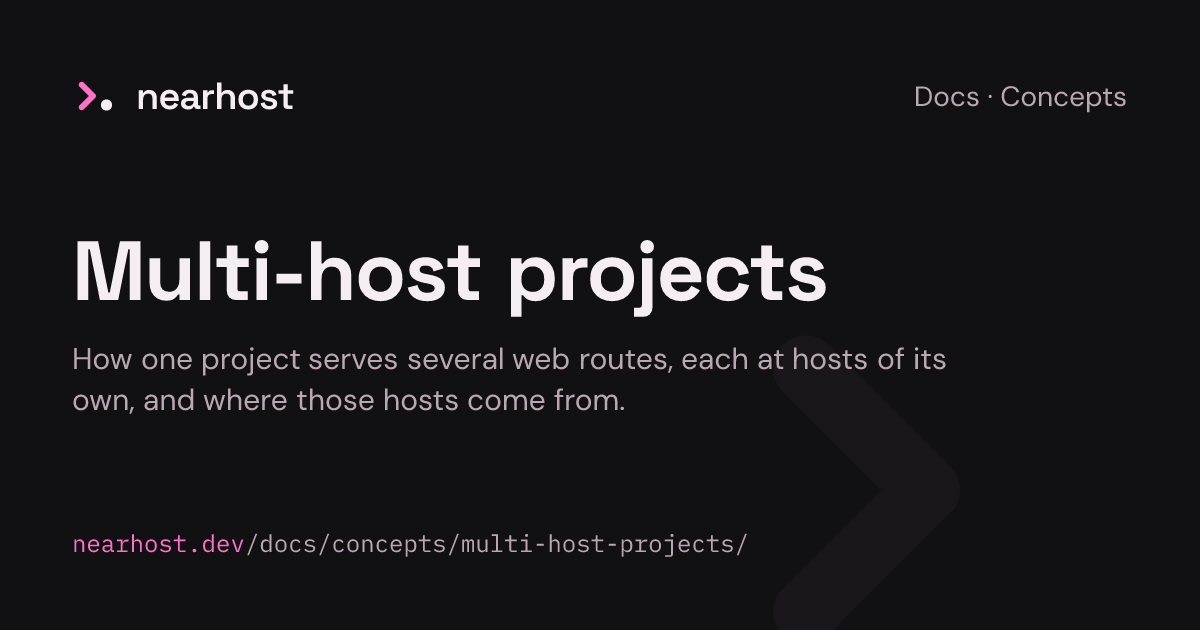 nearhost
Docs · Concepts
Multi-host projects
How one project serves several web routes, each at hosts of its
own, and where those hosts come from.
nearhost.dev/docs/concepts/multi-host-projects/